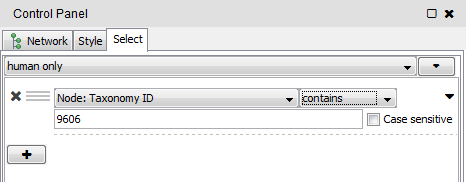 Control Panel
Network Style Select
human only
Node: Taxonomy ID contains
9606 Case sensitive